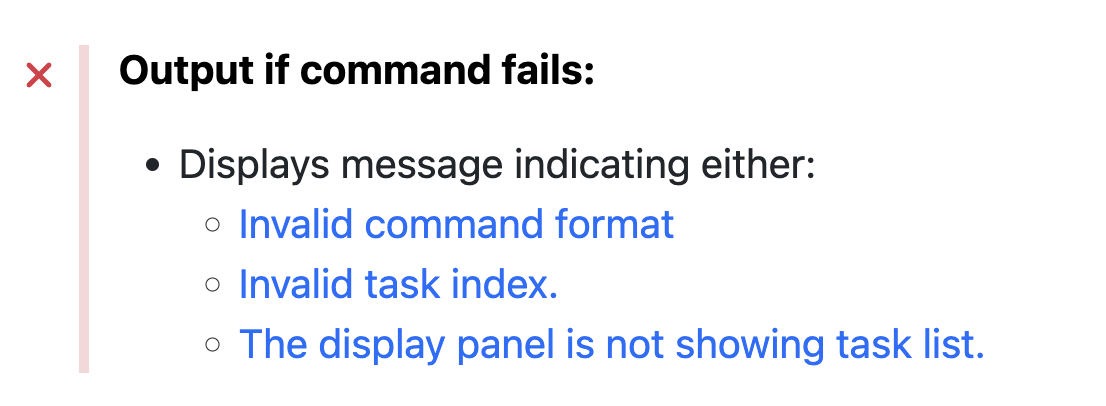 Output if command fails:
Displays message indicating either:
Invalid command format
Invalid task index.
The display panel is not showing task list.